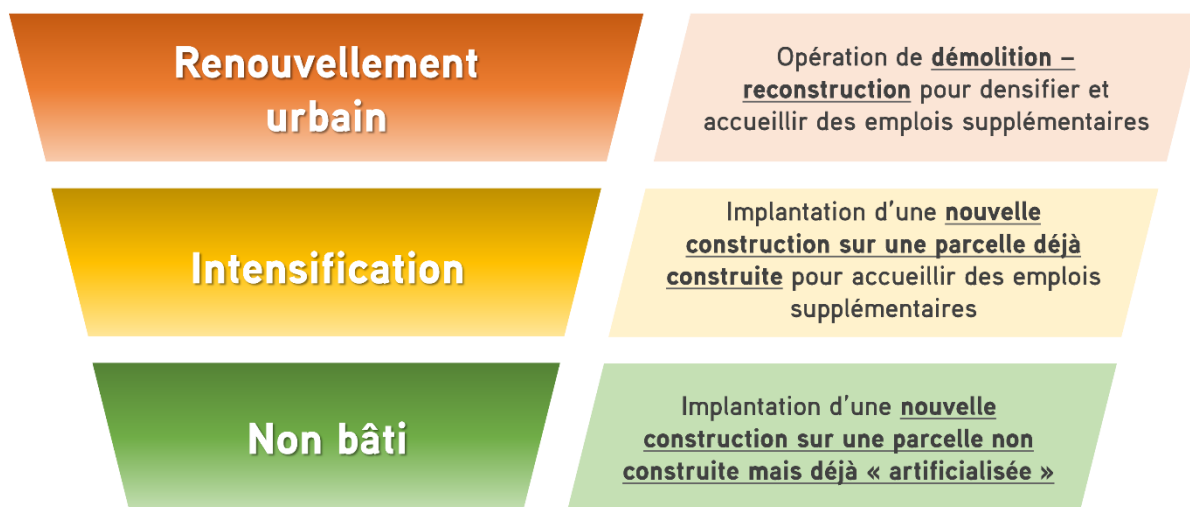 Renouvellement
urbain
Opération de démolition –
reconstruction pour densifier et
accueillir des emplois supplémentaires
Intensification
Implantation d’une nouvelle
construction sur une parcelle déjà
construite pour accueillir des emplois
supplémentaires
Non bâti
Implantation d’une nouvelle
construction sur une parcelle non
construite mais déjà « artificialisée »